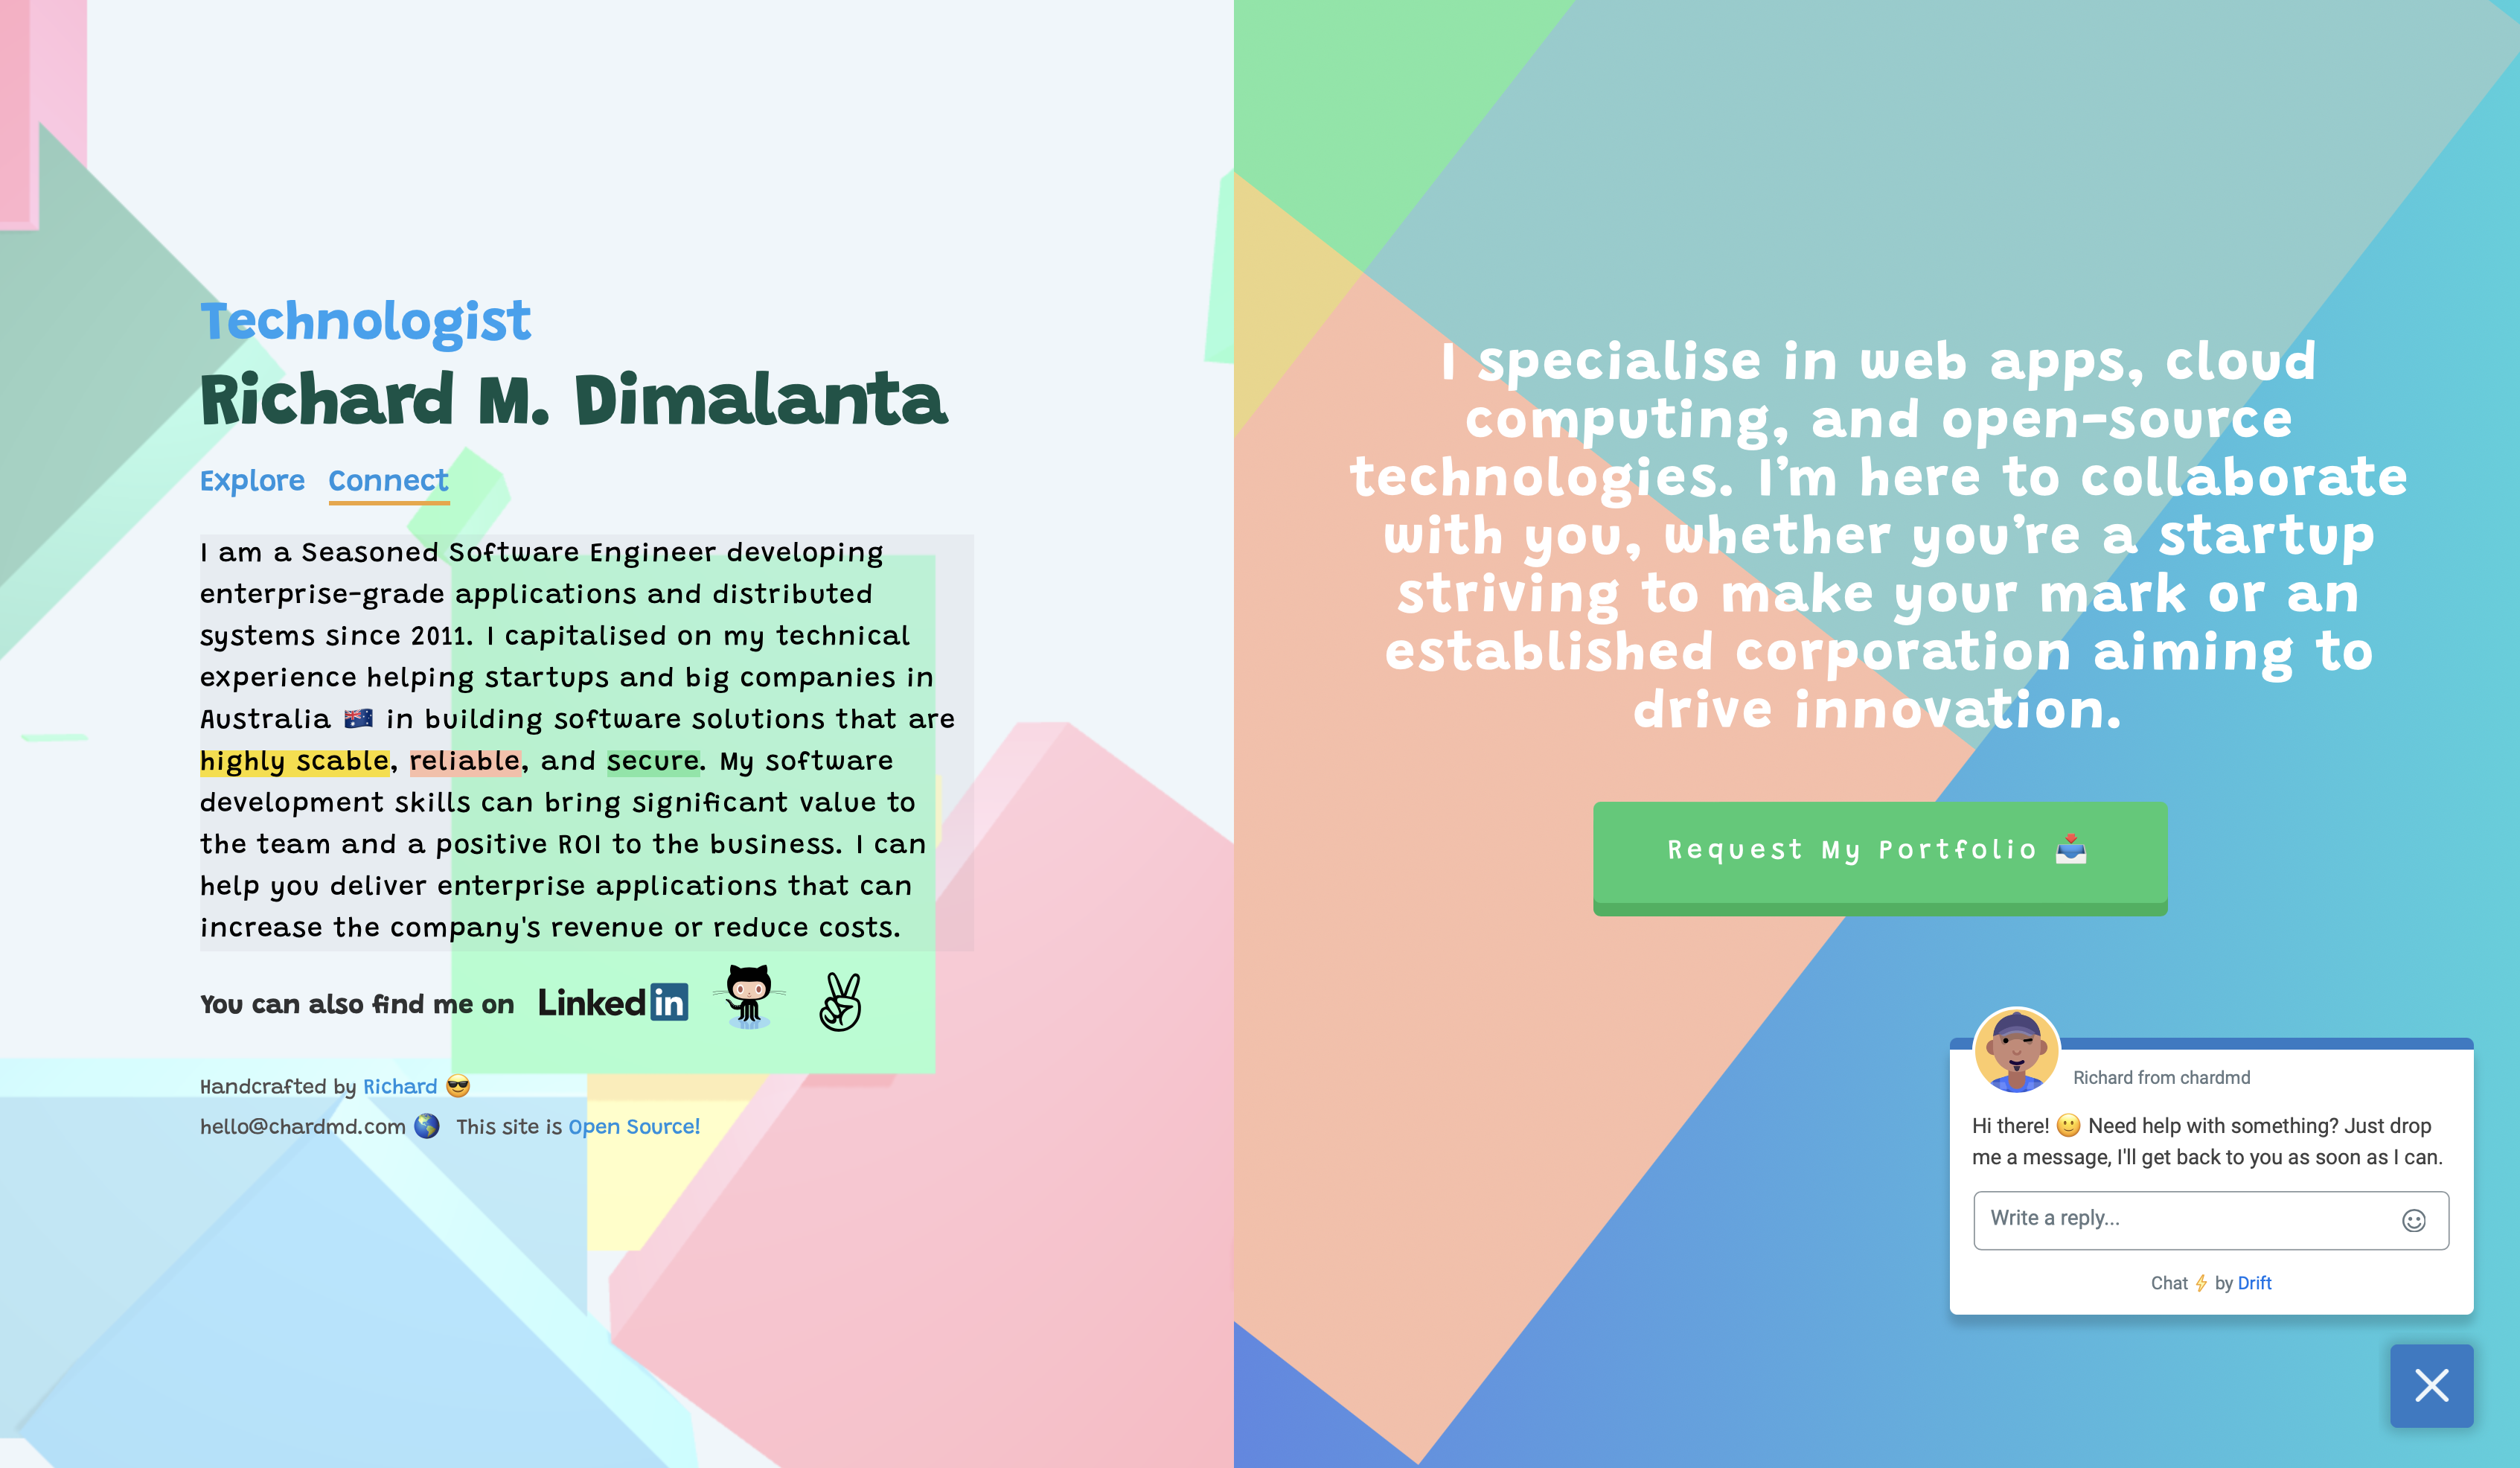 Technologist
Richard M. Dimalanta
Explore Connect
I am a Seasoned Software Engineer developing
enterprise-grade applications and distributed
systems since 2011. I capitalised on my technical
experience helping startups and big companies in
Australia 🇦🇺 in building software solutions that are
highly scable, reliable, and secure. My software
development skills can bring significant value to
the team and a positive ROI to the business. I can
help you deliver enterprise applications that can
increase the company's revenue or reduce costs.
You can also find me on LinkedIn
Handcrafted by Richard 😎
hello@chardmd.com 🌎 This site is Open Source!
I specialise in web apps, cloud
computing, and open-source
technologies. I’m here to collaborate
with you, whether you’re a startup
striving to make your mark or an
established corporation aiming to
drive innovation.
Request My Portfolio 📥
Richard from chardmd
Hi there! 🙂 Need help with something? Just drop
me a message, I'll get back to you as soon as I can.
Write a reply...
Chat ⚡ by Drift